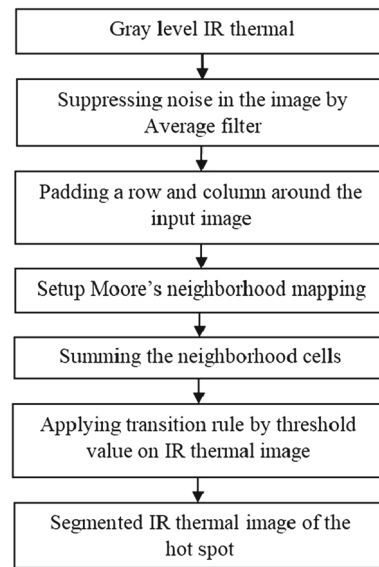 Gray level IR thermal
Suppressing noise in the image by
Average filter
Padding a row and column around the
input image
Setup Moore's neighborhood mapping
Summing the neighborhood cells
Applying transition rule by threshold
value on IR thermal image
Segmented IR thermal image of the
hot spot